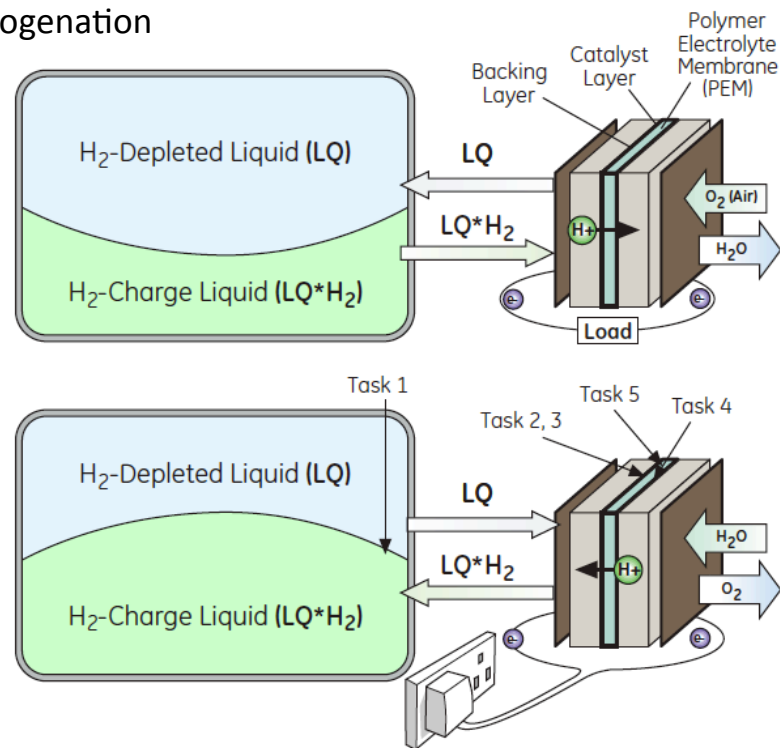 ogenation
Polymer
Electrolyte
Membrane
(PEM)
Catalyst
Layer
Backing
Layer
H₂-Depleted Liquid (LQ)
LQ
O₂ (Air)
LQ*H₂
H+
H₂O
H₂-Charge Liquid (LQ*H₂)
e-
e-
Load
Task 1
Task 5
Task 4
Task 2, 3
H₂-Depleted Liquid (LQ)
LQ
H₂O
LQ*H₂
H+
O₂
H₂-Charge Liquid (LQ*H₂)
e-
e-